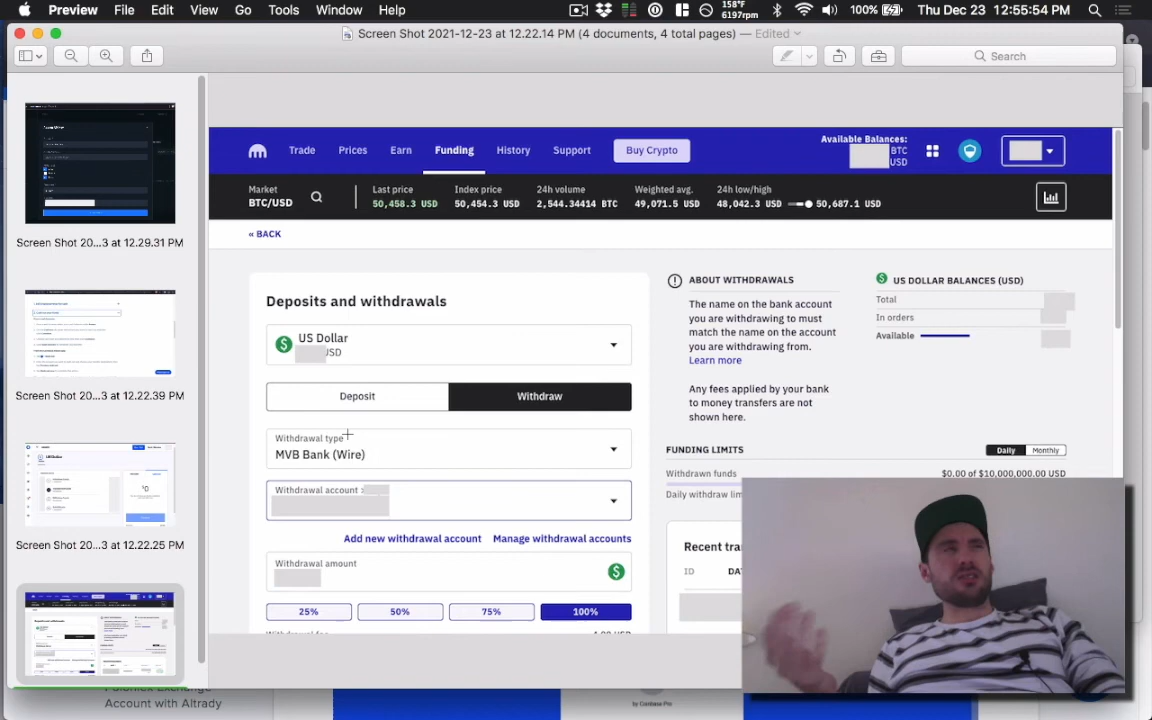 Preview File Edit View Go Tools Window Help
158°F
6197rpm
100%
Thu Dec 23 12:55:54 PM
Screen Shot 2021-12-23 at 12.22.14 PM (4 documents, 4 total pages) — Edited
Search
Screen Shot 20...3 at 12.29.31 PM
Screen Shot 20...3 at 12.22.39 PM
Screen Shot 20...3 at 12.22.25 PM
Trade Prices Earn Funding History Support Buy Crypto
Available Balances:
BTC
USD
Market
BTC/USD
Last price
50,458.3 USD
Index price
50,454.3 USD
24h volume
2,544.34414 BTC
Weighted avg.
49,071.5 USD
24h low/high
48,042.3 USD
50,687.1 USD
« BACK
Deposits and withdrawals
US Dollar
USD
Deposit
Withdraw
Withdrawal type
MVB Bank (Wire)
Withdrawal account
Add new withdrawal account
Manage withdrawal accounts
Withdrawal amount
25%
50%
75%
100%
ABOUT WITHDRAWALS
The name on the bank account
you are withdrawing to must
match the name on the account
you are withdrawing from.
Learn more
Any fees applied by your bank
to money transfers are not
shown here.
US DOLLAR BALANCES (USD)
Total
In orders
Available
FUNDING LIMITS
Daily
Monthly
Withdrawn funds
$0.00 of $10,000,000.00 USD
Daily withdraw lim
Recent tra
ID
DA
Account with Altrady
by Coinbase Pro